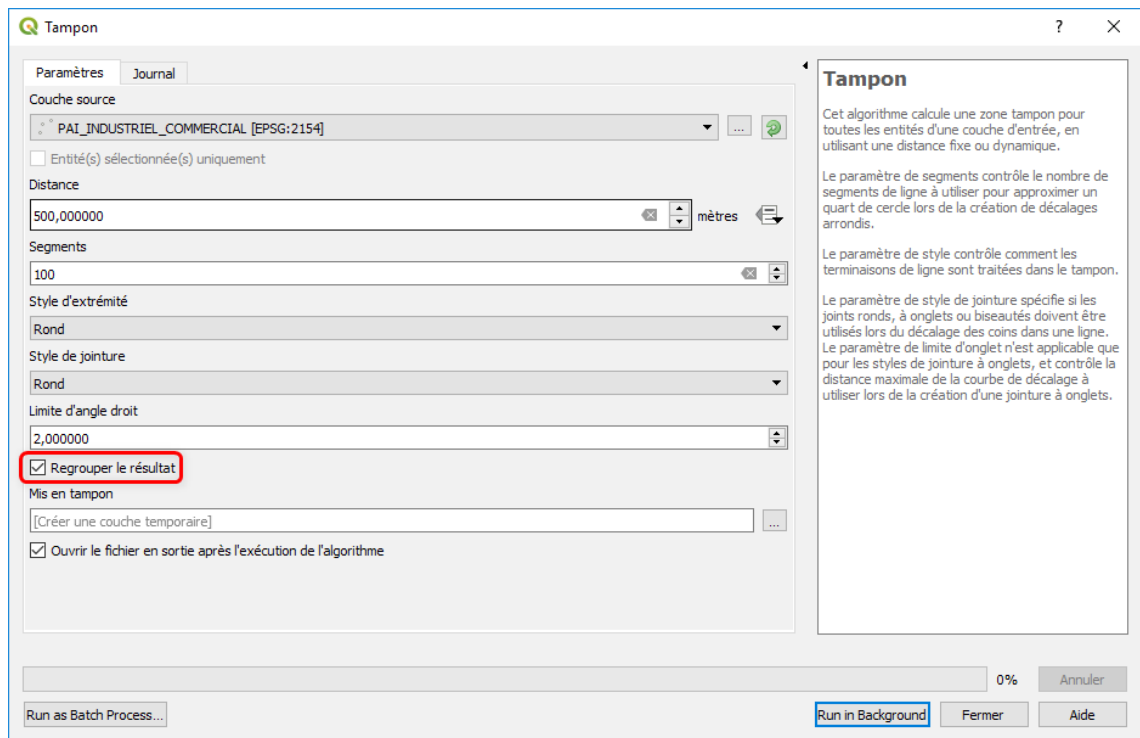 Tampon
?
Paramètres
Journal
Couche source
PAI_INDUSTRIEL_COMMERCIAL [EPSG:2154]
...
Entité(s) sélectionnée(s) uniquement
Distance
500,000000
mètres
Segments
100
Style d'extrémité
Rond
Style de jointure
Rond
Limite d'angle droit
2,000000
Regrouper le résultat
Mis en tampon
[Créer une couche temporaire]
...
Ouvrir le fichier en sortie après l'exécution de l'algorithme
Tampon
Cet algorithme calcule une zone tampon pour
toutes les entités d'une couche d'entrée, en
utilisant une distance fixe ou dynamique.
Le paramètre de segments contrôle le nombre de
segments de ligne à utiliser pour approximer un
quart de cercle lors de la création de décalages
arrondis.
Le paramètre de style contrôle comment les
terminaisons de ligne sont traitées dans le tampon.
Le paramètre de style de jointure spécifie si les
joints ronds, à onglets ou biseautés doivent être
utilisés lors du décalage des coins dans une ligne.
Le paramètre de limite d'onglet n'est applicable que
pour les styles de jointure à onglets, et contrôle la
distance maximale de la courbe de décalage à
utiliser lors de la création d'une jointure à onglets.
0%
Annuler
Run as Batch Process...
Run in Background
Fermer
Aide